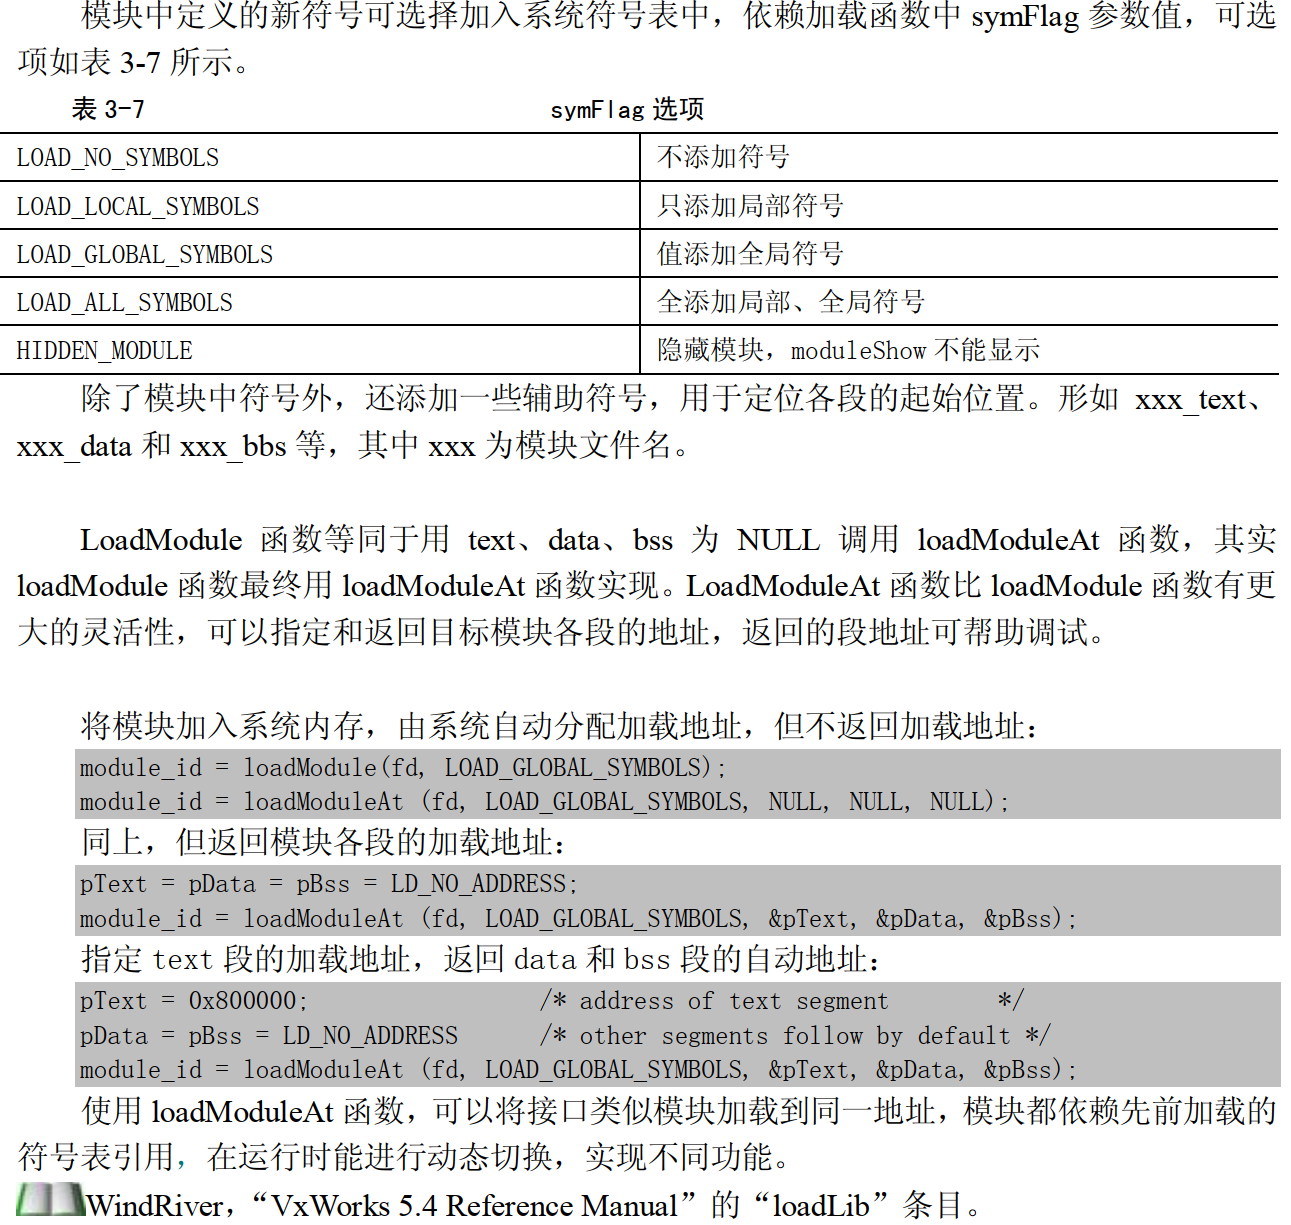 模块中定义的新符号可选择加入系统符号表中，依赖加载函数中 symFlag 参数值，可选
项如表 3-7 所示。
表 3-7 symFlag 选项
LOAD_NO_SYMBOLS 不添加符号
LOAD_LOCAL_SYMBOLS 只添加局部符号
LOAD_GLOBAL_SYMBOLS 值添加全局符号
LOAD_ALL_SYMBOLS 全添加局部、全局符号
HIDDEN_MODULE 隐藏模块，moduleShow 不能显示
除了模块中符号外，还添加一些辅助符号，用于定位各段的起始位置。形如 xxx_text、
xxx_data 和 xxx_bbs 等，其中 xxx 为模块文件名。
LoadModule 函数等同于用 text、data、bss 为 NULL 调用 loadModuleAt 函数，其实
loadModule 函数最终用 loadModuleAt 函数实现。LoadModuleAt 函数比 loadModule 函数有更
大的灵活性，可以指定和返回目标模块各段的地址，返回的段地址可帮助调试。
将模块加入系统内存，由系统自动分配加载地址，但不返回加载地址：
module_id = loadModule(fd, LOAD_GLOBAL_SYMBOLS);
module_id = loadModuleAt (fd, LOAD_GLOBAL_SYMBOLS, NULL, NULL, NULL);
同上，但返回模块各段的加载地址：
pText = pData = pBss = LD_NO_ADDRESS;
module_id = loadModuleAt (fd, LOAD_GLOBAL_SYMBOLS, &pText, &pData, &pBss);
指定 text 段的加载地址，返回 data 和 bss 段的自动地址：
pText = 0x800000; /* address of text segment */
pData = pBss = LD_NO_ADDRESS /* other segments follow by default */
module_id = loadModuleAt (fd, LOAD_GLOBAL_SYMBOLS, &pText, &pData, &pBss);
使用 loadModuleAt 函数，可以将接口类似模块加载到同一地址，模块都依赖先前加载的
符号表引用，在运行时能进行动态切换，实现不同功能。
WindRiver，“VxWorks 5.4 Reference Manual”的“loadLib”条目。